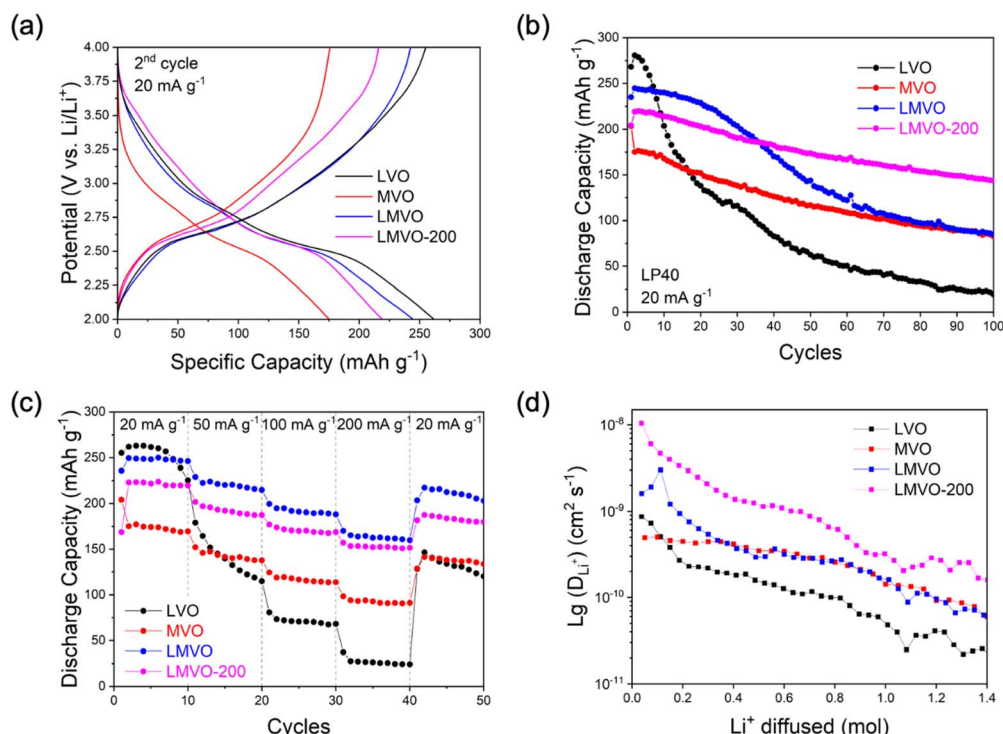 (a)
2nd cycle
20 mA g-1
LVO
MVO
LMVO
LMVO-200
Potential (V vs. Li/Li+)
4.00
3.75
3.50
3.25
3.00
2.75
2.50
2.25
2.00
0 50 100 150 200 250 300
Specific Capacity (mAh g-1)
(b)
LVO
MVO
LMVO
LMVO-200
LP40
20 mA g-1
Discharge Capacity (mAh g-1)
300
250
200
150
100
50
0
0 10 20 30 40 50 60 70 80 90 100
Cycles
(c)
20 mA g-1 50 mA g-1 100 mA g-1 200 mA g-1 20 mA g-1
LVO
MVO
LMVO
LMVO-200
Discharge Capacity (mAh g-1)
300
250
200
150
100
50
0
0 10 20 30 40 50
Cycles
(d)
LVO
MVO
LMVO
LMVO-200
Lg (DLi+) (cm2 s-1)
10-8
10-9
10-10
10-11
0.0 0.2 0.4 0.6 0.8 1.0 1.2 1.4
Li+ diffused (mol)